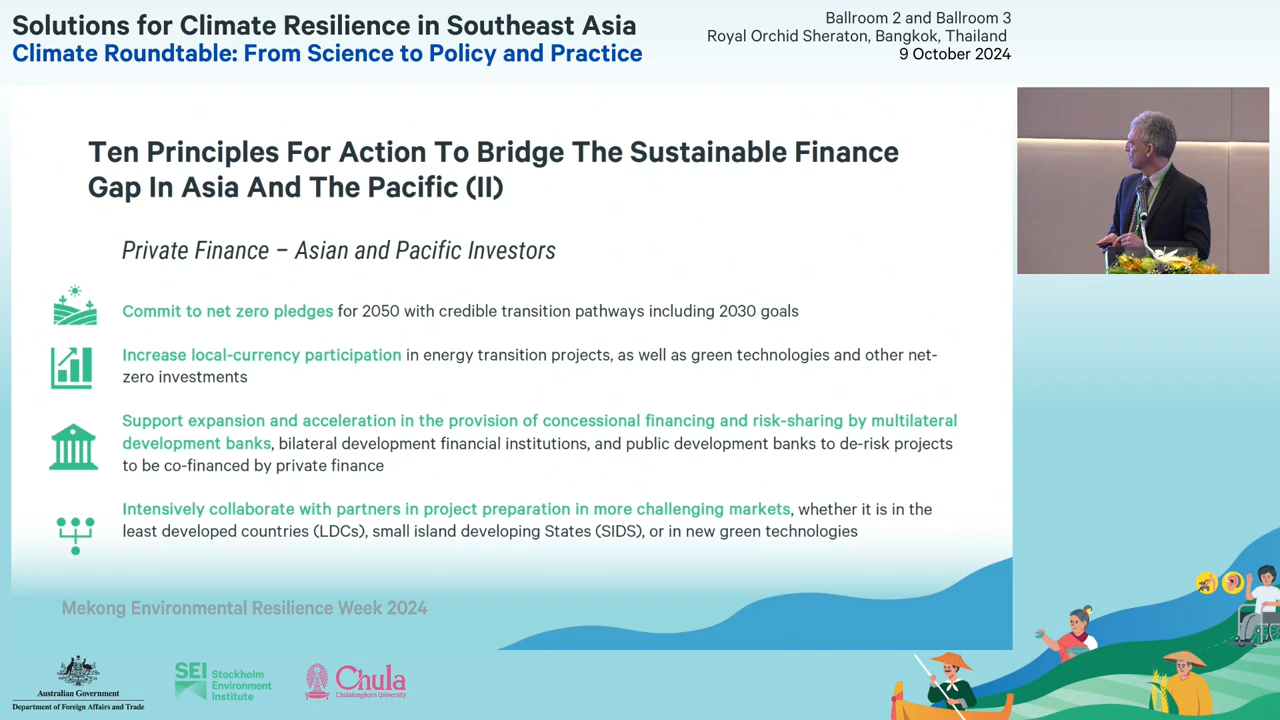 Solutions for Climate Resilience in Southeast Asia
Climate Roundtable: From Science to Policy and Practice
Ballroom 2 and Ballroom 3
Royal Orchid Sheraton, Bangkok, Thailand
9 October 2024
Ten Principles For Action To Bridge The Sustainable Finance
Gap In Asia And The Pacific (II)
Private Finance – Asian and Pacific Investors
Commit to net zero pledges for 2050 with credible transition pathways including 2030 goals
Increase local-currency participation in energy transition projects, as well as green technologies and other net-
zero investments
Support expansion and acceleration in the provision of concessional financing and risk-sharing by multilateral
development banks, bilateral development financial institutions, and public development banks to de-risk projects
to be co-financed by private finance
Intensively collaborate with partners in project preparation in more challenging markets, whether it is in the
least developed countries (LDCs), small island developing States (SIDS), or in new green technologies
Mekong Environmental Resilience Week 2024
Australian Government
Department of Foreign Affairs and Trade
SEI Stockholm
Environment
Institute
Chula
Chulalongkorn University